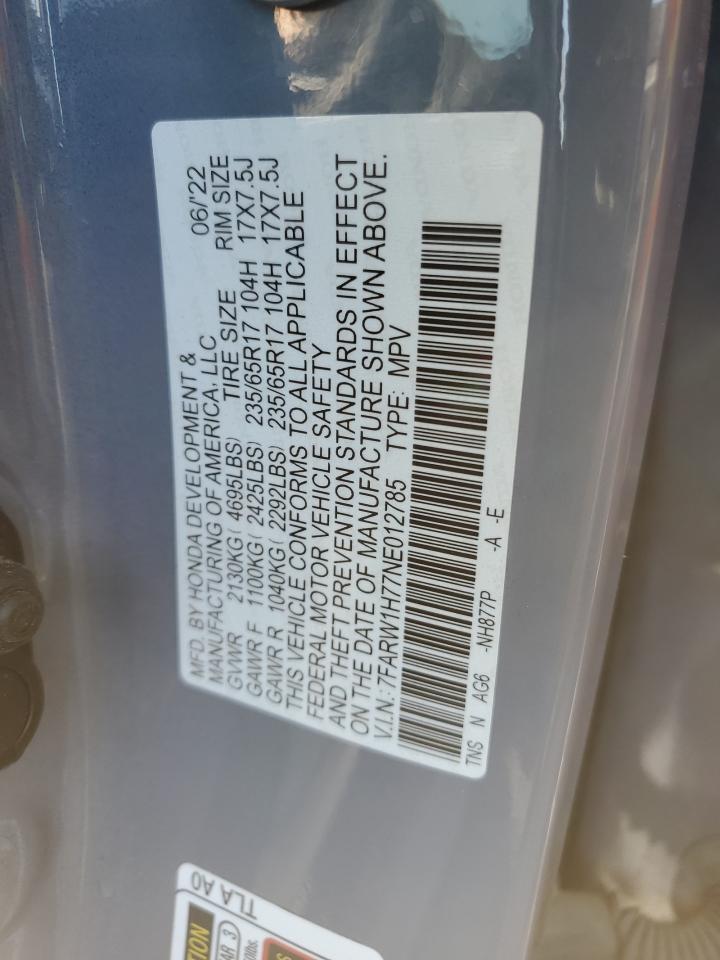 MFD. BY HONDA DEVELOPMENT &
MANUFACTURING OF AMERICA, LLC 06/'22
GVWR 2130KG( 4695LBS) TIRE SIZE RIM SIZE
GAWR F 1100KG( 2425LBS) 235/65R17 104H 17X7.5J
GAWR R 1040KG( 2292LBS) 235/65R17 104H 17X7.5J
THIS VEHICLE CONFORMS TO ALL APPLICABLE
FEDERAL MOTOR VEHICLE SAFETY
AND THEFT PREVENTION STANDARDS IN EFFECT
ON THE DATE OF MANUFACTURE SHOWN ABOVE.
V.I.N.:7FARW1H77NE012785 TYPE: MPV
TNS N AG6 -NH877P -A -E
TLA A0